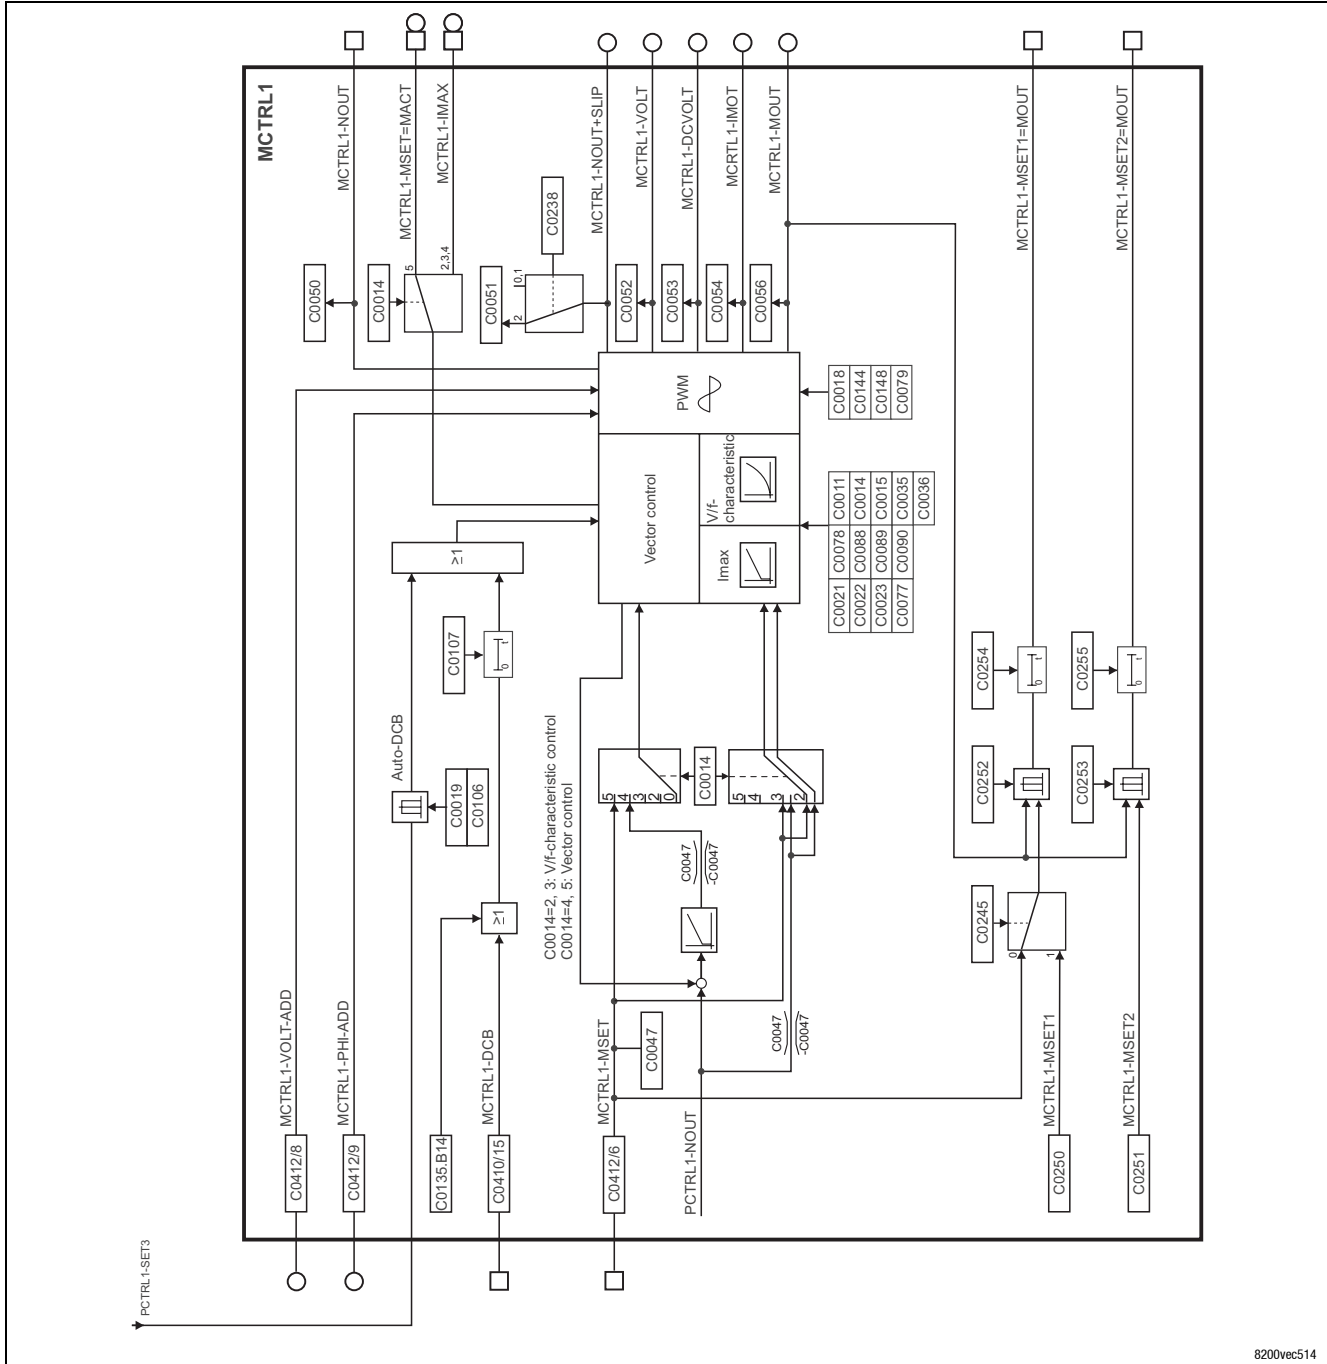 MCTRL1
MCTRL1-NOUT
MCTRL1-MSET=MACT
MCTRL1-IMAX
MCTRL1-NOUT+SLIP
MCTRL1-VOLT
MCTRL1-DCVOLT
MCRTL1-IMOT
MCTRL1-MOUT
MCTRL1-MSET1=MOUT
MCTRL1-MSET2=MOUT
C0050
C0014
5
2,3,4
C0051
2
0,1
C0238
C0052
C0053
C0054
C0056
PWM
C0018
C0144
C0148
C0079
Vector control
V/f-
characteristic
Imax
C0021 C0078 C0011
C0022 C0088 C0014
C0023 C0089 C0015
C0077 C0090 C0035
C0036
≥1
C0107
0 t
Auto-DCB
C0019
C0106
≥1
C0014=2, 3: V/f-characteristic control
C0014=4, 5: Vector control
5
4
3
2
0
C0014
5
4
3
2
C0047
-C0047
C0047
-C0047
C0047
C0254
0 t
C0255
0 t
C0252
C0253
C0245
0
1
MCTRL1-VOLT-ADD
C0412/8
MCTRL1-PHI-ADD
C0412/9
C0135.B14
MCTRL1-DCB
C0410/15
MCTRL1-MSET
C0412/6
PCTRL1-NOUT
MCTRL1-MSET1
C0250
MCTRL1-MSET2
C0251
PCTRL1-SET3
8200vec514